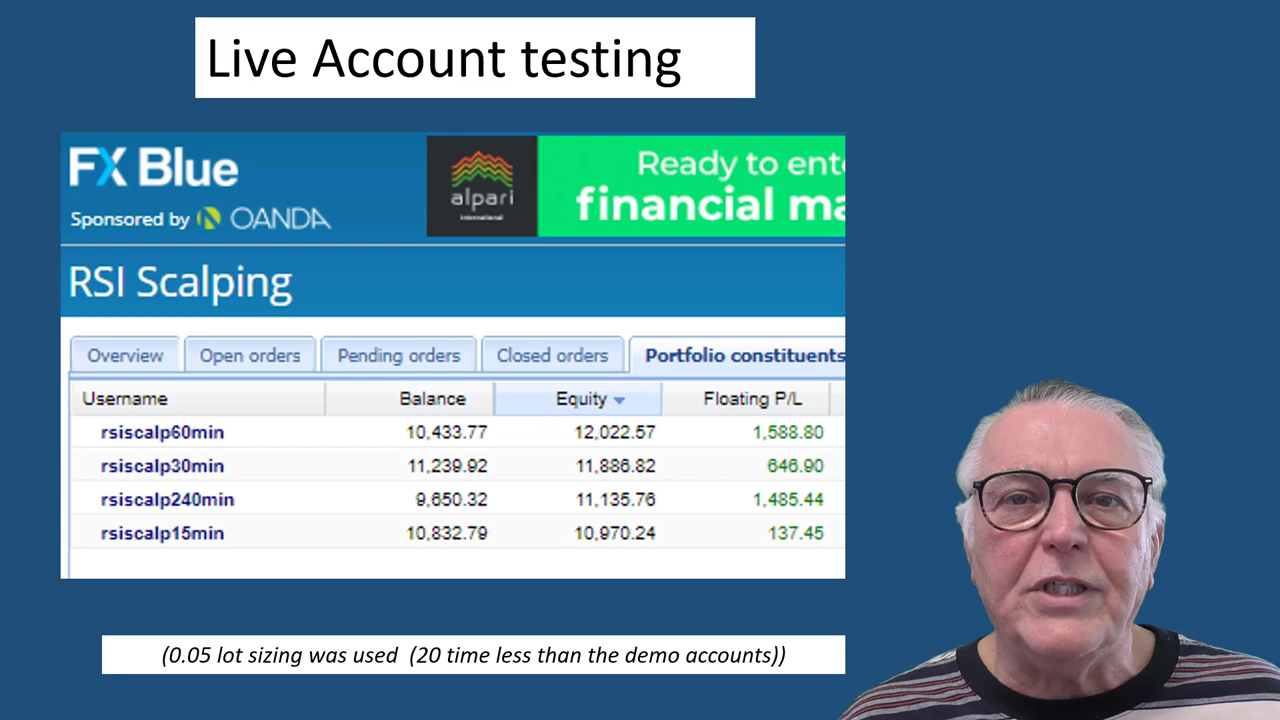 Live Account testing
FX Blue
Sponsored by OANDA
alpari
International
Ready to ente
financial ma
RSI Scalping
Overview Open orders Pending orders Closed orders Portfolio constituents
Username Balance Equity Floating P/L
rsiscalp60min 10,433.77 12,022.57 1,588.80
rsiscalp30min 11,239.92 11,886.82 646.90
rsiscalp240min 9,650.32 11,135.76 1,485.44
rsiscalp15min 10,832.79 10,970.24 137.45
(0.05 lot sizing was used (20 time less than the demo accounts))